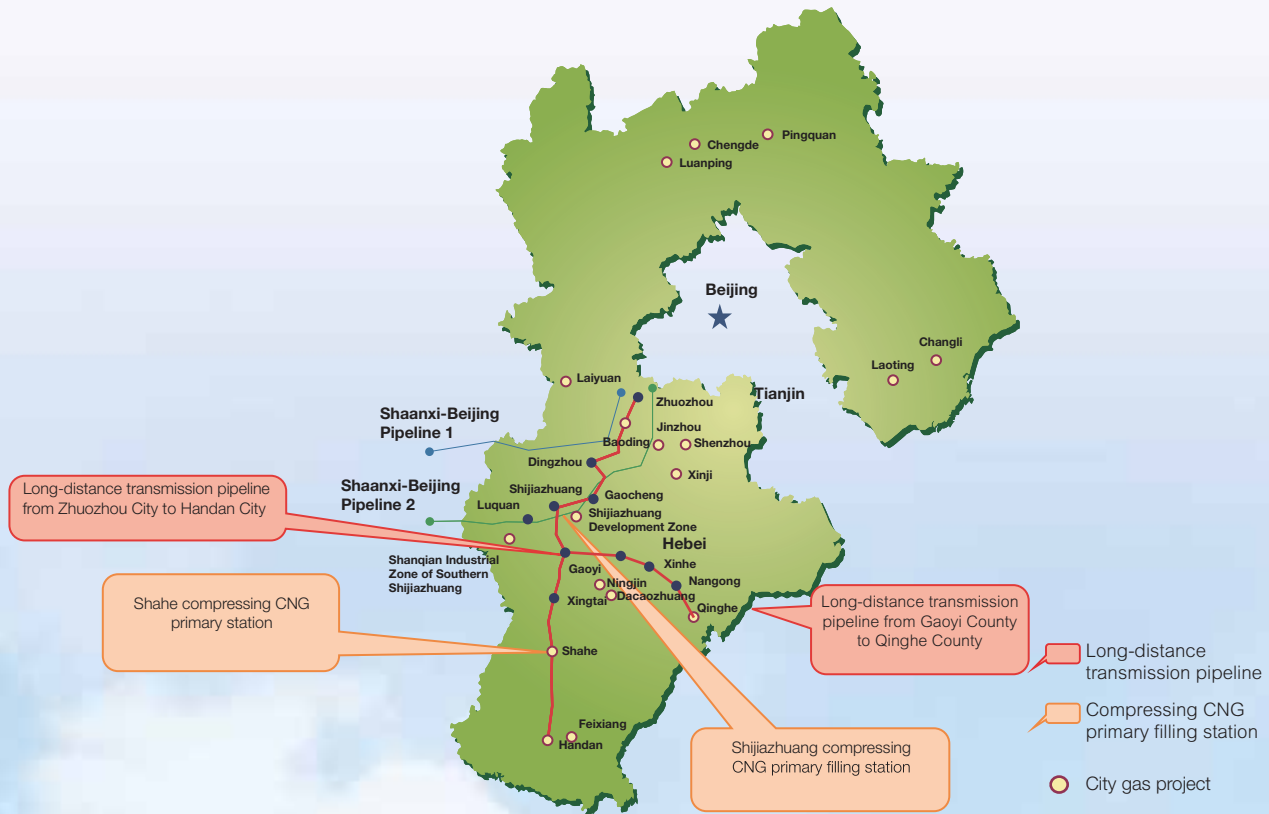 Pingquan
Chengde
Luanping
Beijing
Changli
Laoting
Laiyuan
Tianjin
Zhuozhou
Shaanxi-Beijing
Pipeline 1
Jinzhou
Baoding
Shenzhou
Dingzhou
Xinji
Long-distance transmission pipeline
from Zhuozhou City to Handan City
Shaanxi-Beijing
Pipeline 2
Shijiazhuang
Gaocheng
Luquan
Shijiazhuang
Development Zone
Hebei
Shanqian Industrial
Zone of Southern
Shijiazhuang
Gaoyi
Xinhe
Ningjin
Nangong
Xingtai
Dacaozhuang
Qinghe
Shahe compressing CNG
primary station
Long-distance transmission
pipeline from Gaoyi County
to Qinghe County
Shahe
Long-distance
transmission pipeline
Compressing CNG
primary filling station
Feixiang
Handan
Shijiazhuang compressing
CNG primary filling station
City gas project